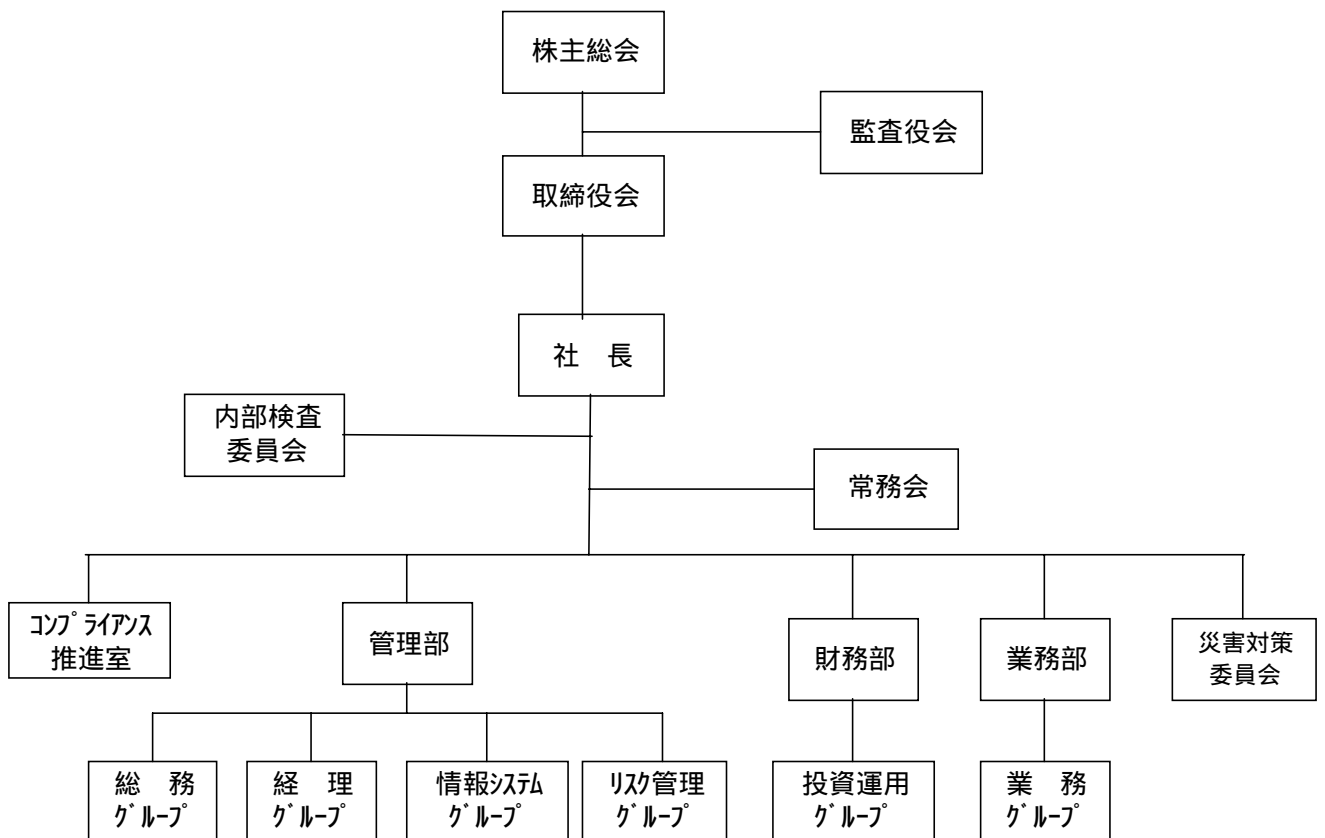 株主総会
監査役会
取締役会
社　長
内部検査
委員会
常務会
ｺﾝﾌﾟﾗｲｱﾝｽ
推進室
管理部
財務部
業務部
災害対策
委員会
総　務
ｸﾞﾙｰﾌﾟ
経　理
ｸﾞﾙｰﾌﾟ
情報ｼｽﾃﾑ
ｸﾞﾙｰﾌﾟ
ﾘｽｸ管理
ｸﾞﾙｰﾌﾟ
投資運用
ｸﾞﾙｰﾌﾟ
業　務
ｸﾞﾙｰﾌﾟ